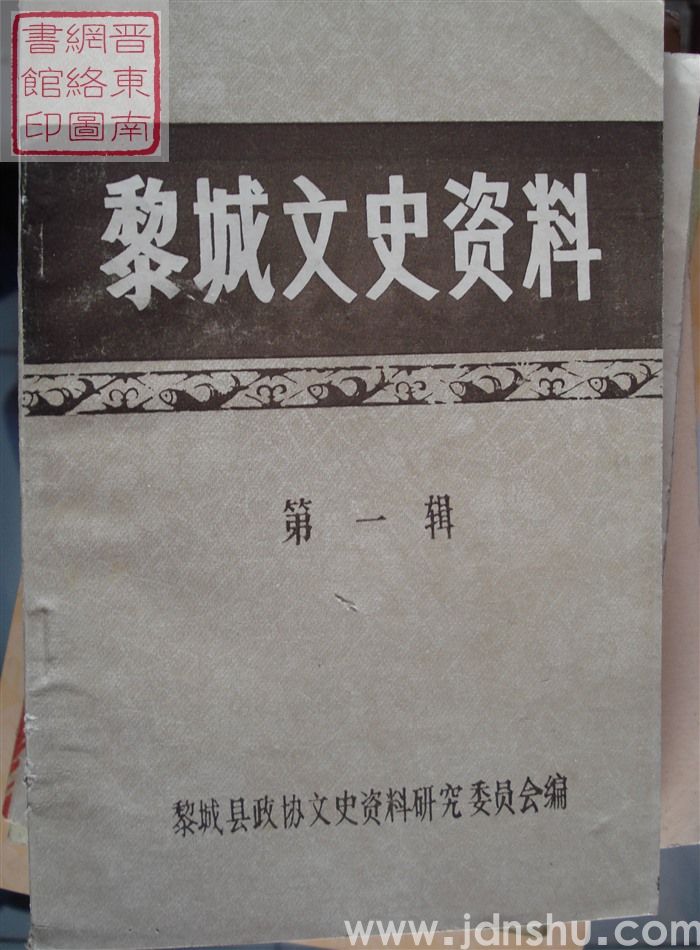 晋東南
網絡圖
書館印
黎城文史资料
第一辑
黎城县政协文史资料研究委员会编
www.jdnshu.com